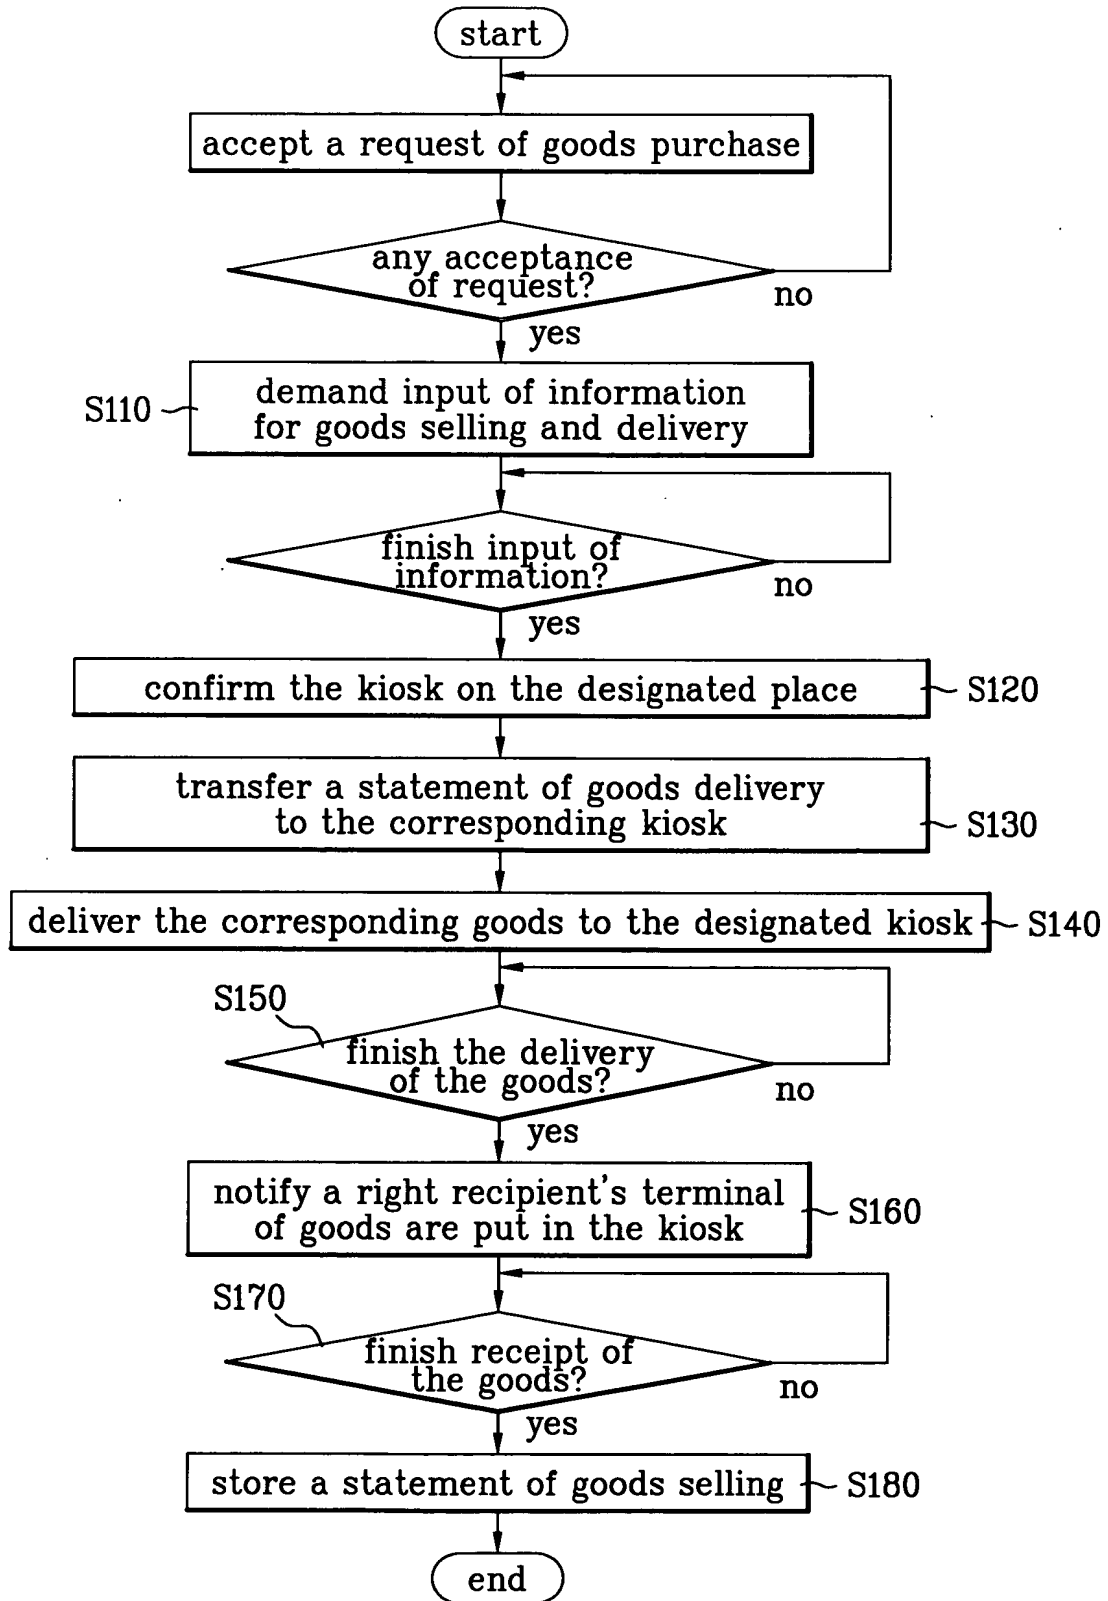 start
accept a request of goods purchase
any acceptance
of request?
no
yes
S110
demand input of information
for goods selling and delivery
finish input of
information?
no
yes
confirm the kiosk on the designated place
S120
transfer a statement of goods delivery
to the corresponding kiosk
S130
deliver the corresponding goods to the designated kiosk
S140
S150
finish the delivery
of the goods?
no
yes
notify a right recipient's terminal
of goods are put in the kiosk
S160
S170
finish receipt of
the goods?
no
yes
store a statement of goods selling
S180
end